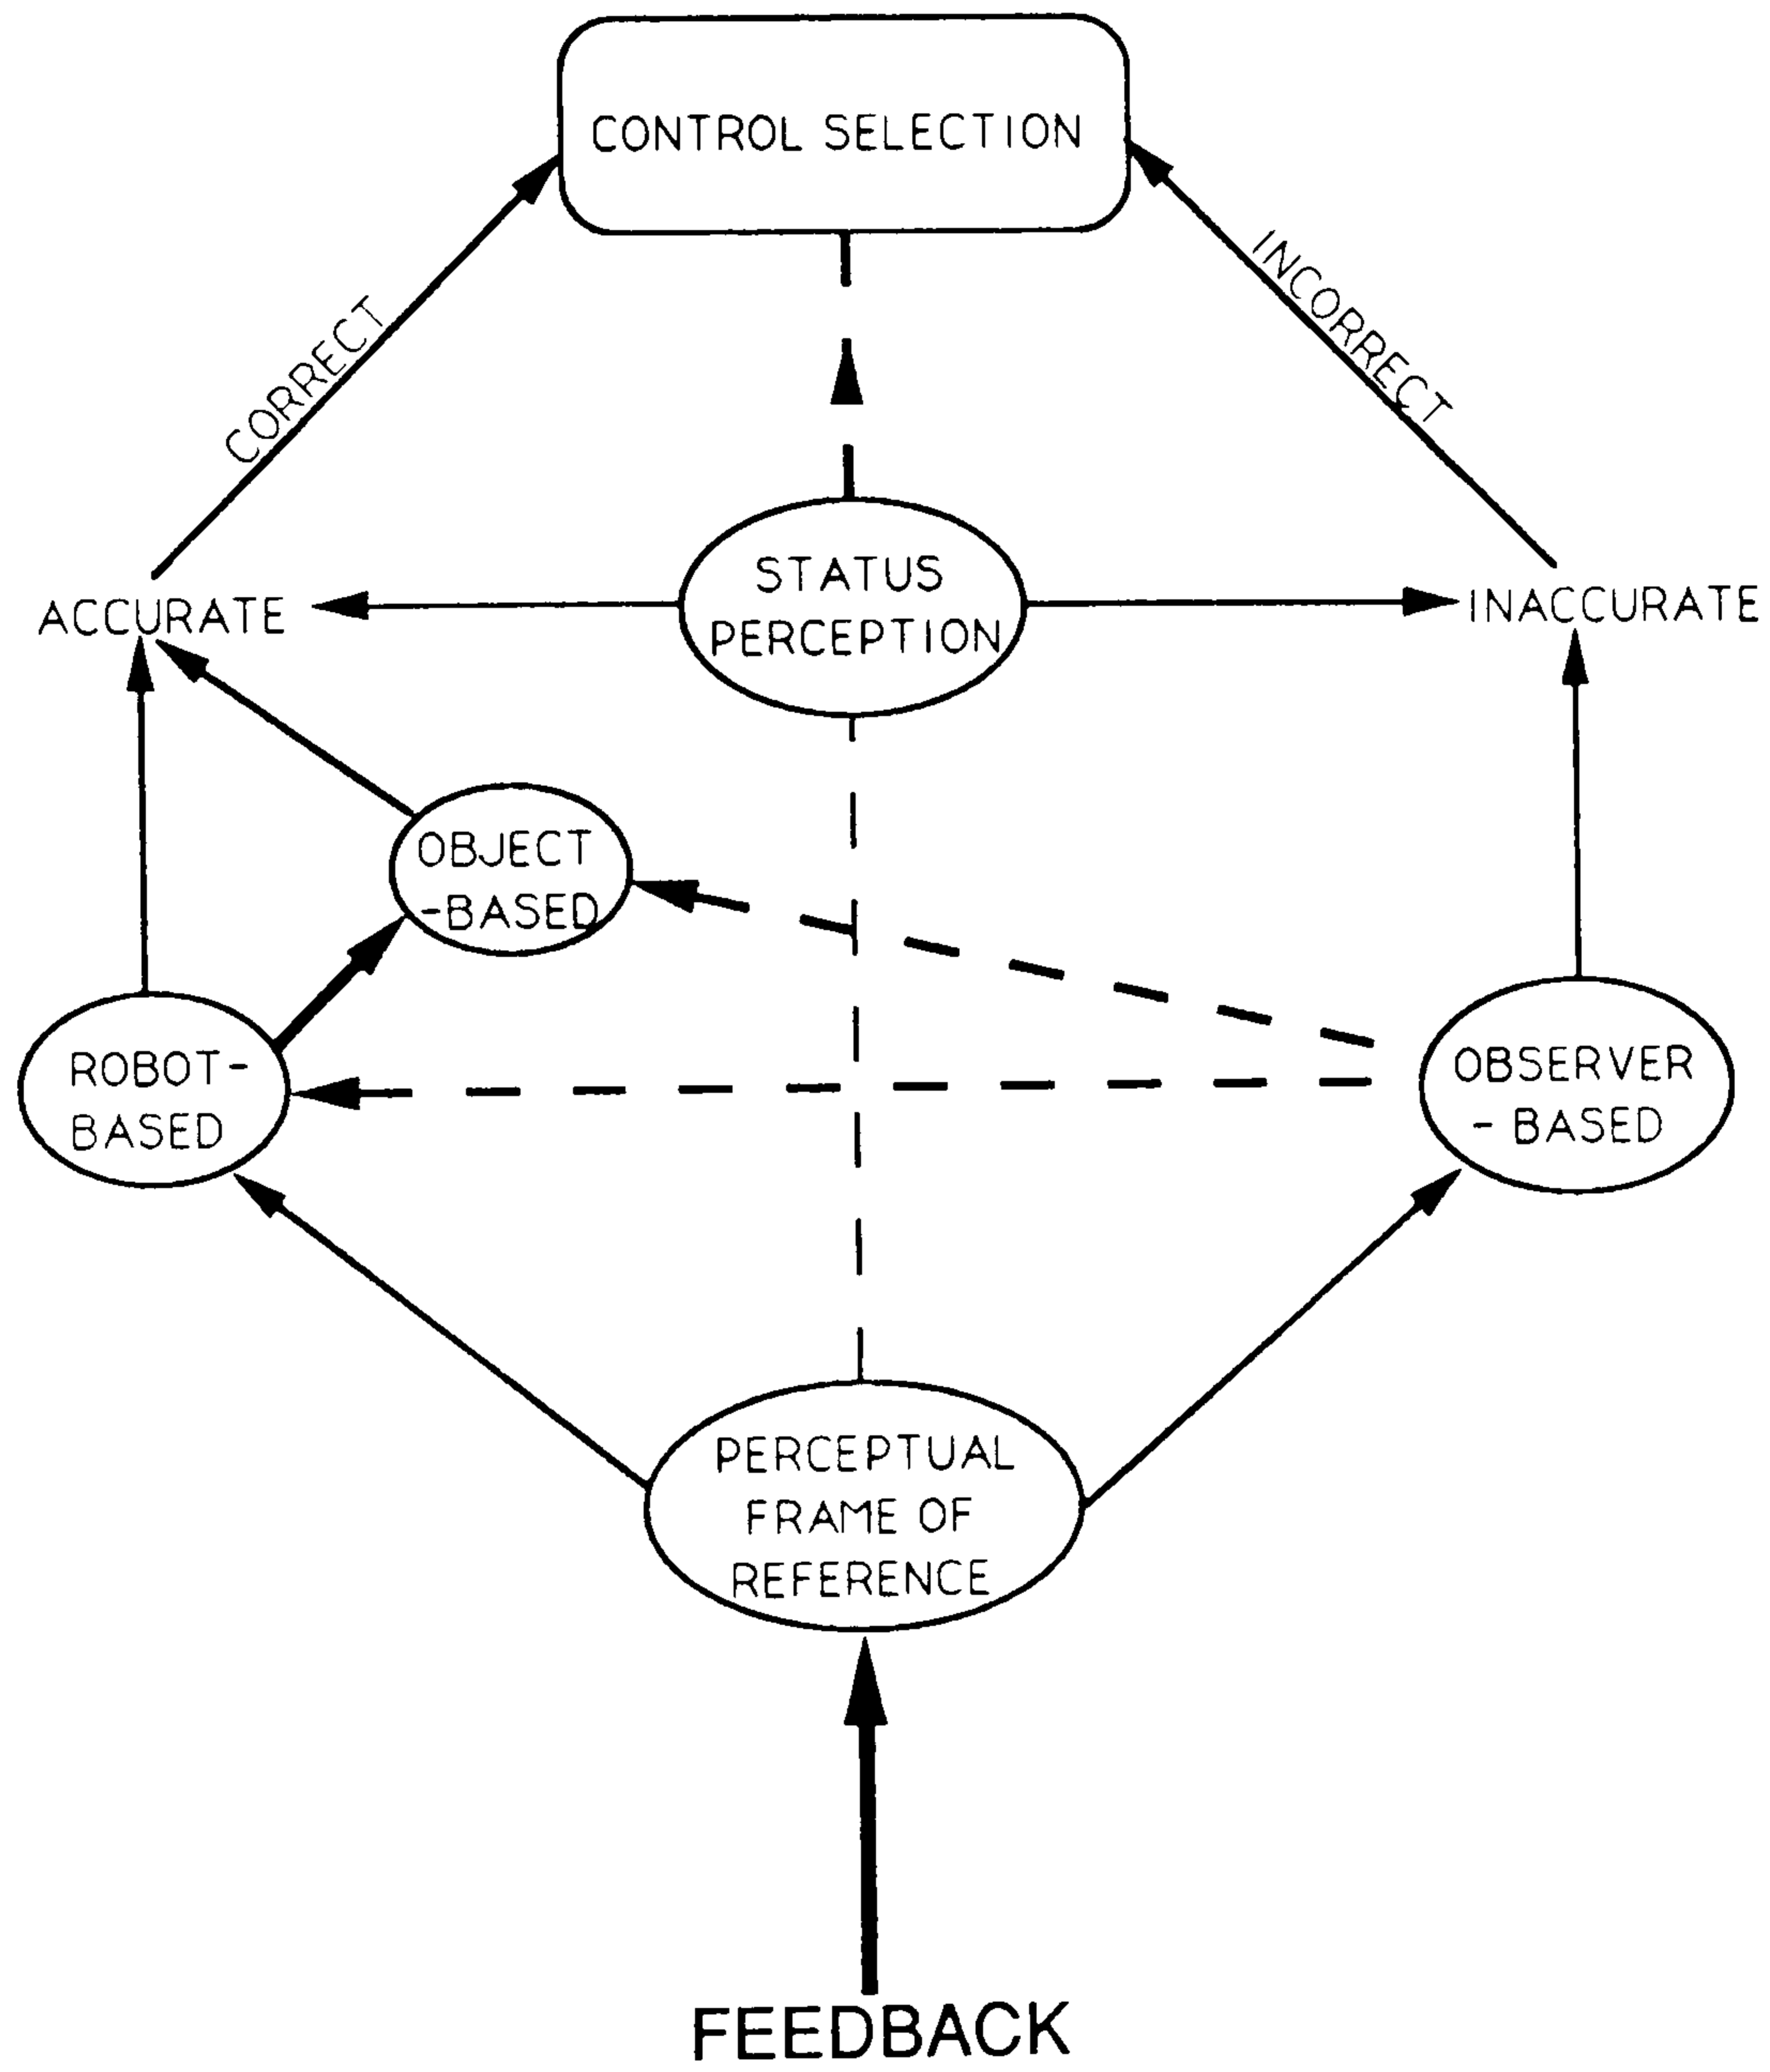 CONTROL SELECTION
CORRECT
INCORRECT
STATUS
PERCEPTION
ACCURATE
INACCURATE
OBJECT
-BASED
ROBOT-
BASED
OBSERVER
- BASED
PERCEPTUAL
FRAME OF
REFERENCE
FEEDBACK